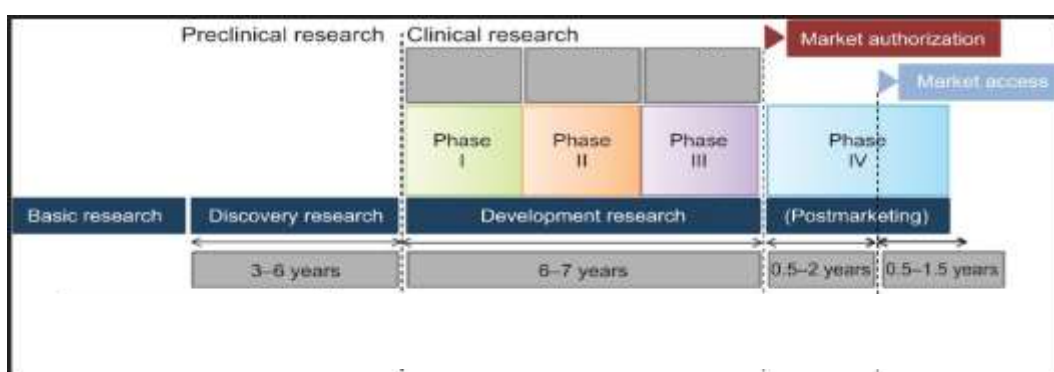 Preclinical research
Clinical research
Market authorization
Market access
Phase
I
Phase
II
Phase
III
Phase
IV
Basic research
Discovery research
Development research
(Postmarketing)
3–6 years
6–7 years
0.5–2 years
0.5–1.5 years